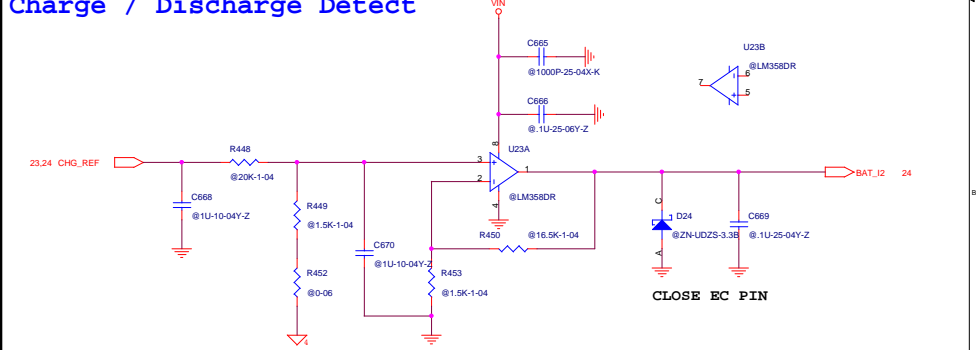 Charge / Discharge Detect
VIN
C665
@1000P-25-04X-K
U23B
@LM358DR
7
6
5
C666
@.1U-25-06Y-Z
8
U23A
23,24 CHG_REF
R448
@20K-1-04
3
2
1
BAT_I2 24
@LM358DR
4
C668
@1U-10-04Y-Z
R449
@1.5K-1-04
C
D24
@ZN-UDZS-3.3B
A
C669
@.1U-25-04Y-Z
B
R450
@16.5K-1-04
C670
@1U-10-04Y-Z
R452
@0-06
R453
@1.5K-1-04
CLOSE EC PIN
4